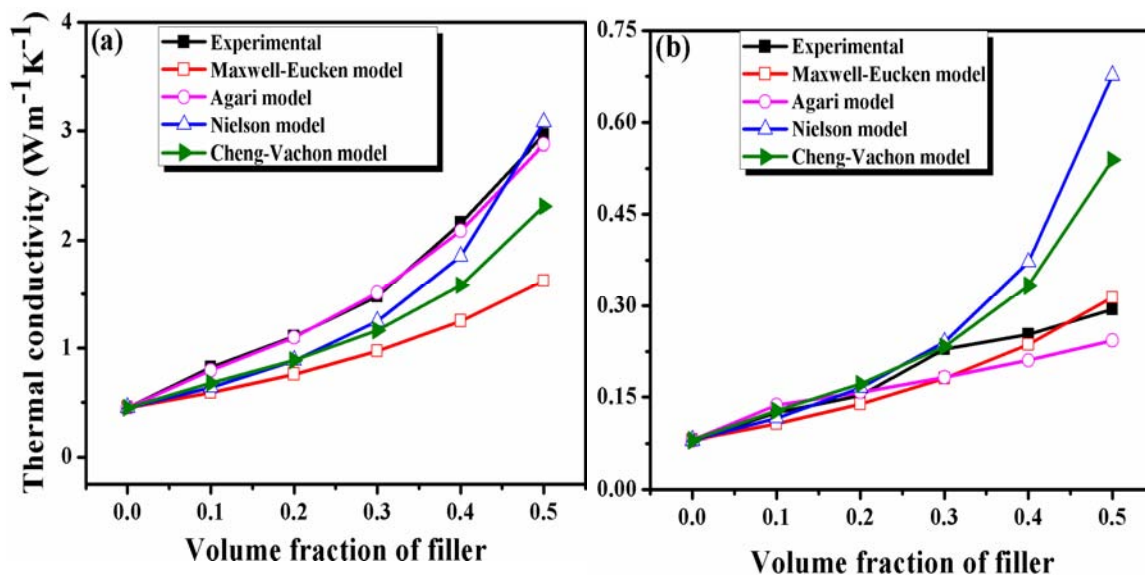 (a)
Experimental
Maxwell-Eucken model
Agari model
Nielson model
Cheng-Vachon model
Thermal conductivity (Wm⁻¹K⁻¹)
4
3
2
1
0
0.0 0.1 0.2 0.3 0.4 0.5
Volume fraction of filler
(b)
Experimental
Maxwell-Eucken model
Agari model
Nielson model
Cheng-Vachon model
0.75
0.60
0.45
0.30
0.15
0.00
0.0 0.1 0.2 0.3 0.4 0.5
Volume fraction of filler